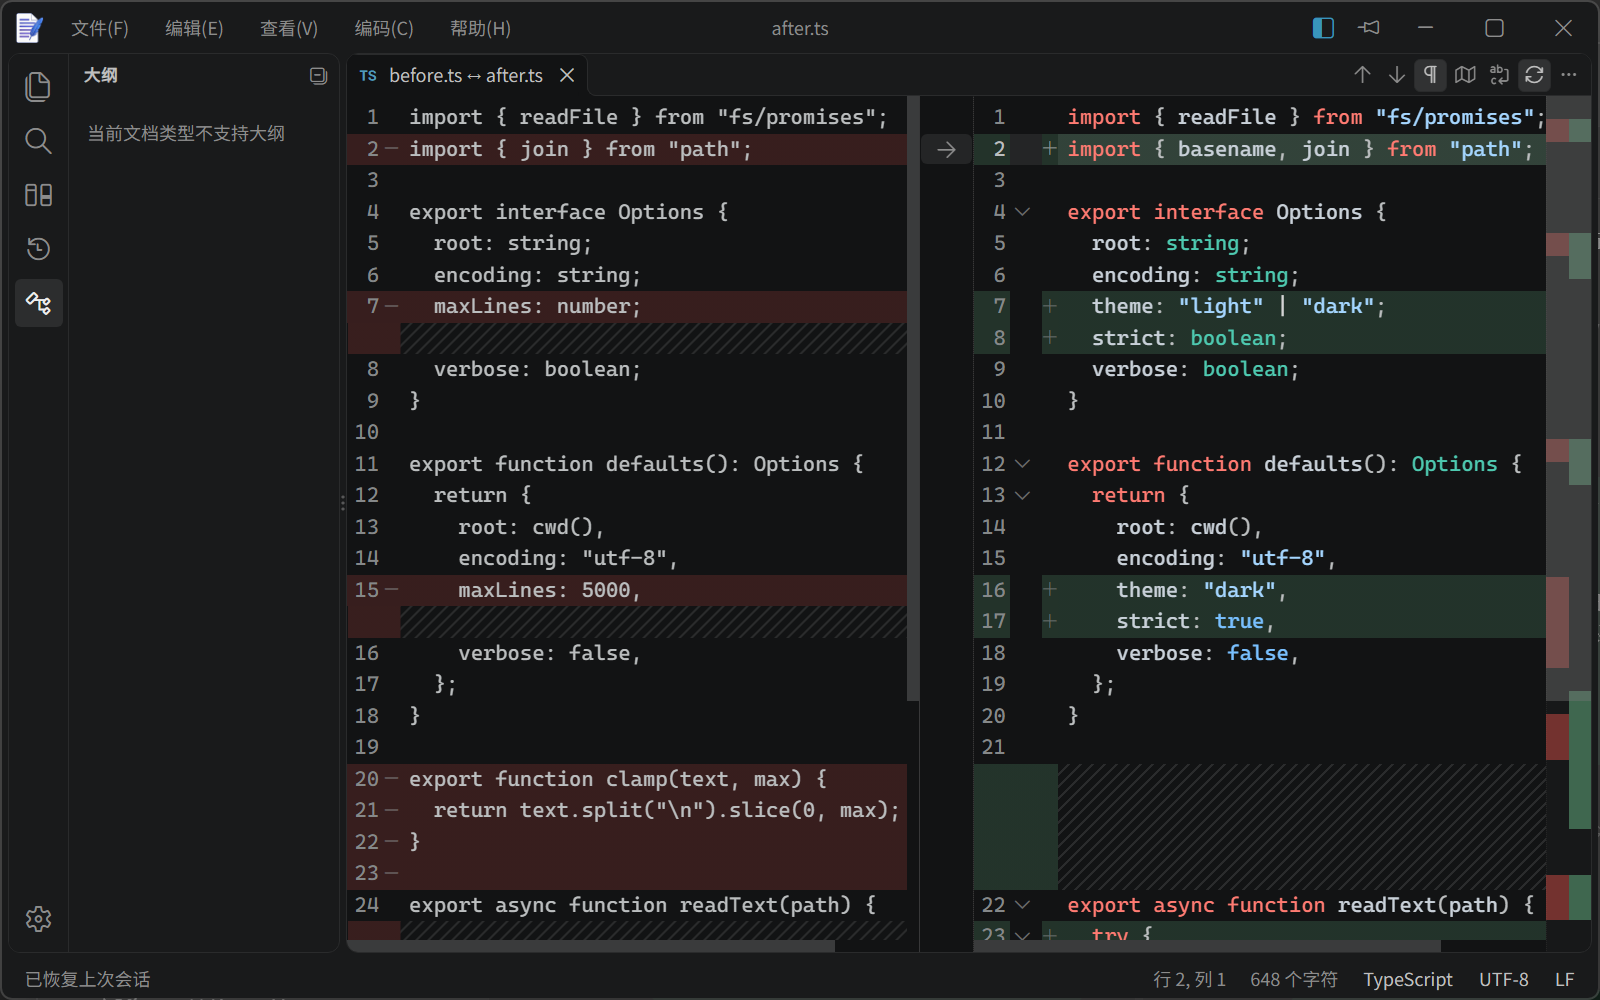 文件(F) 编辑(E) 查看(V) 编码(C) 帮助(H) after.ts
大纲
当前文档类型不支持大纲
TS before.ts↔after.ts
1 import { readFile } from "fs/promises";
2 import { join } from "path";
3
4 export interface Options {
5 root: string;
6 encoding: string;
7 maxLines: number;
8 verbose: boolean;
9 }
10
11 export function defaults(): Options {
12 return {
13 root: cwd(),
14 encoding: "utf-8",
15 maxLines: 5000,
16 verbose: false,
17 };
18 }
19
20 export function clamp(text, max) {
21 return text.split("\n").slice(0, max);
22 }
23
24 export async function readText(path) {
1 import { readFile } from "fs/promises";
2 + import { basename, join } from "path";
3
4 export interface Options {
5 root: string;
6 encoding: string;
7 + theme: "light" | "dark";
8 + strict: boolean;
9 verbose: boolean;
10 }
11
12 export function defaults(): Options {
13 return {
14 root: cwd(),
15 encoding: "utf-8",
16 + theme: "dark",
17 + strict: true,
18 verbose: false,
19 };
20 }
21
22 export async function readText(path) {
23 + try {
已恢复上次会话
行 2, 列 1 648 个字符 TypeScript UTF-8 LF